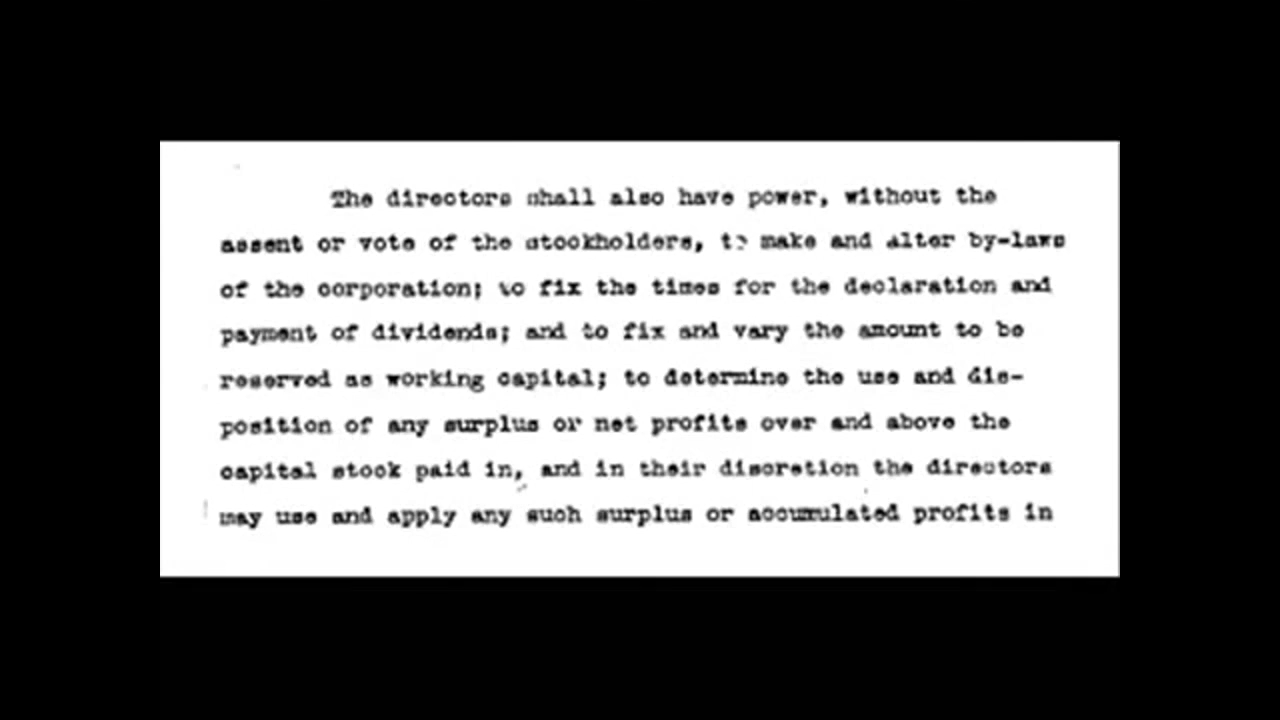 The directors shall also have power, without the
assent or vote of the stockholders, to make and alter by-laws
of the corporation; to fix the times for the declaration and
payment of dividends; and to fix and vary the amount to be
reserved as working capital; to determine the use and dis-
position of any surplus or net profits over and above the
capital stock paid in, and in their discretion the directors
may use and apply any such surplus or accumulated profits in